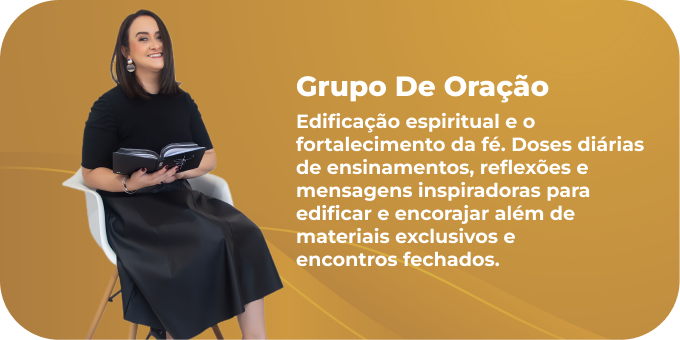 Grupo De Oração
Edificação espiritual e o
fortalecimento da fé. Doses diárias
de ensinamentos, reflexões e
mensagens inspiradoras para
edificar e encorajar além de
materiais exclusivos e
encontros fechados.